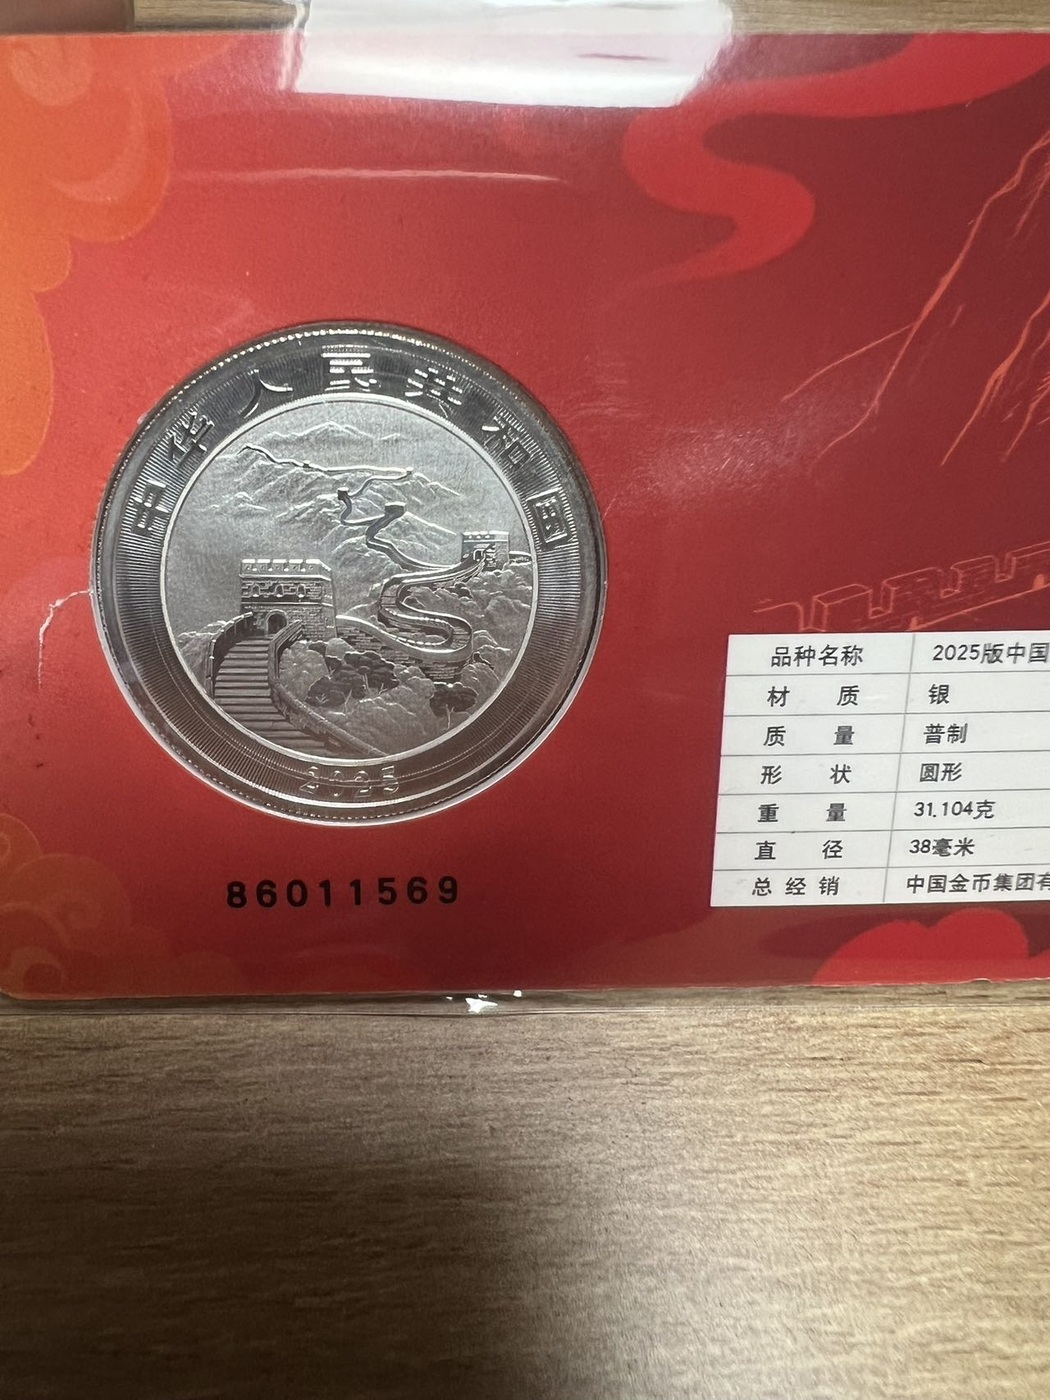 中华人民共和国
2025
86011569
品种名称 2025版中国
材 质 银
质 量 普制
形 状 圆形
重 量 31.104克
直 径 38毫米
总 经 销 中国金币集团有